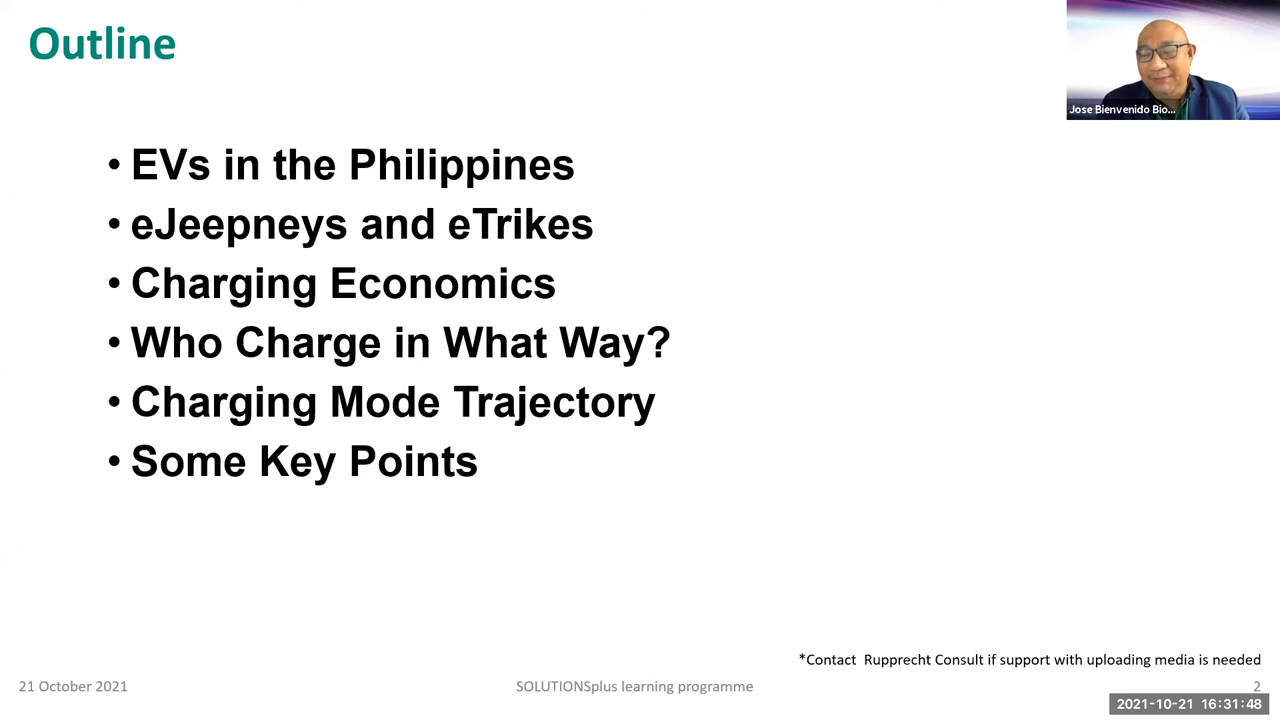 Outline
Jose Bienvenido Bio...
• EVs in the Philippines
• eJeepneys and eTrikes
• Charging Economics
• Who Charge in What Way?
• Charging Mode Trajectory
• Some Key Points
*Contact Rupprecht Consult if support with uploading media is needed
21 October 2021
SOLUTIONSplus learning programme
2
2021-10-21 16:31:48